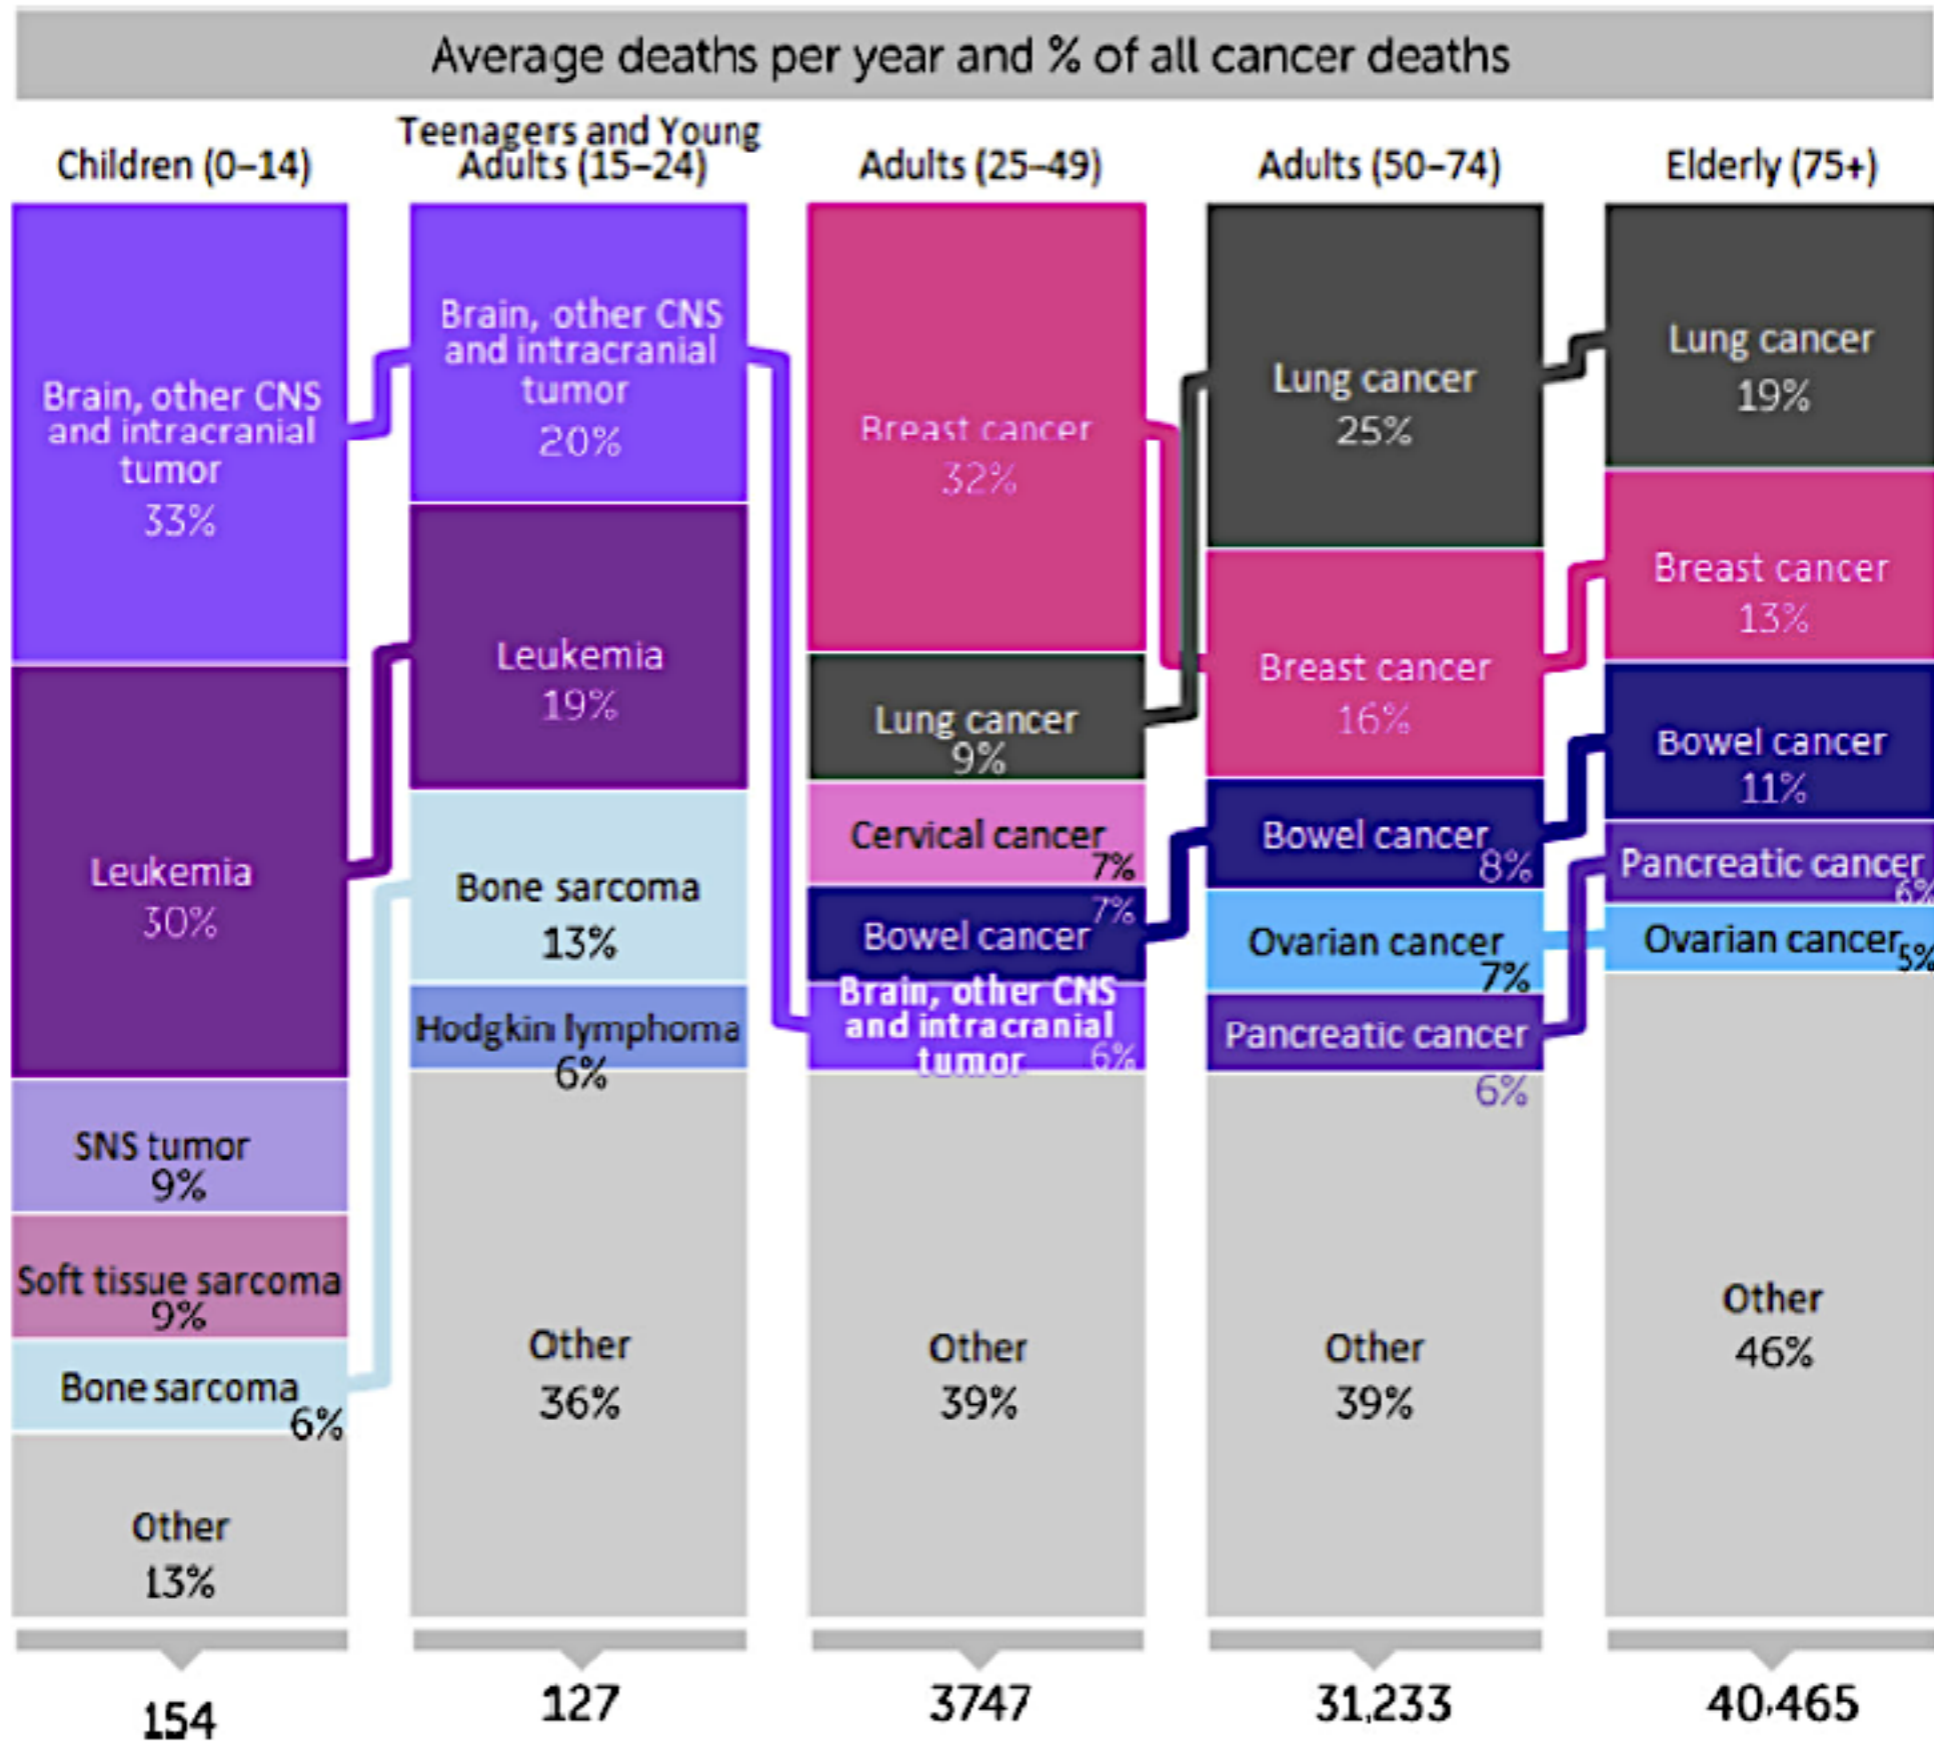 Average deaths per year and % of all cancer deaths
Children (0–14)
Teenagers and Young
Adults (15–24)
Adults (25–49)
Adults (50–74)
Elderly (75+)
Brain, other CNS
and intracranial
tumor
33%
Leukemia
30%
SNS tumor
9%
Soft tissue sarcoma
9%
Bone sarcoma
6%
Other
13%
154
Brain, other CNS
and intracranial
tumor
20%
Leukemia
19%
Bone sarcoma
13%
Hodgkin lymphoma
6%
Other
36%
127
Breast cancer
32%
Lung cancer
9%
Cervical cancer
7%
7%
Bowel cancer
Brain, other CNS
and intracranial
tumor
6%
Other
39%
3747
Lung cancer
25%
Breast cancer
16%
Bowel cancer
8%
Ovarian cancer
7%
Pancreatic cancer
6%
Other
39%
31,233
Lung cancer
19%
Breast cancer
13%
Bowel cancer
11%
Pancreatic cancer
6%
Ovarian cancer
5%
Other
46%
40,465